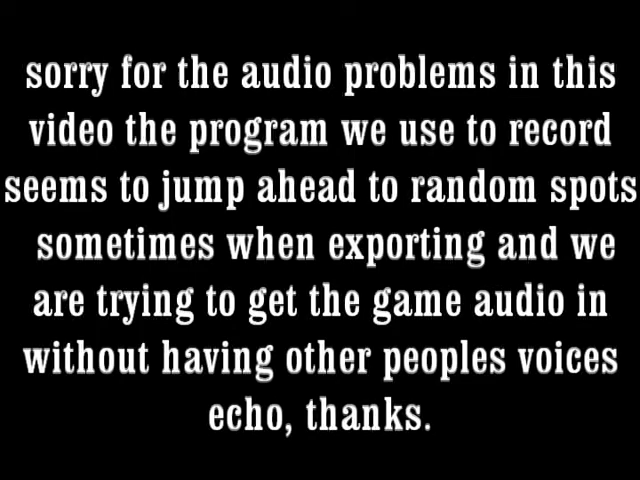 sorry for the audio problems in this
video the program we use to record
seems to jump ahead to random spots
sometimes when exporting and we
are trying to get the game audio in
without having other peoples voices
echo, thanks.